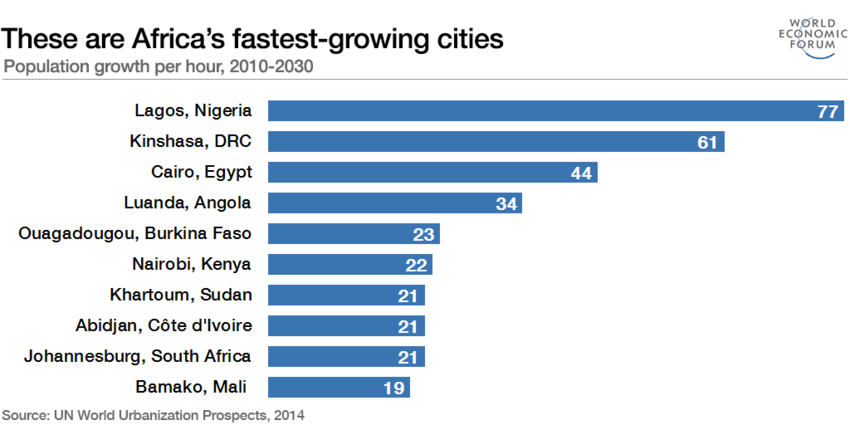 These are Africa's fastest-growing cities
WORLD
ECONOMIC
FORUM
Population growth per hour, 2010-2030
Lagos, Nigeria 77
Kinshasa, DRC 61
Cairo, Egypt 44
Luanda, Angola 34
Ouagadougou, Burkina Faso 23
Nairobi, Kenya 22
Khartoum, Sudan 21
Abidjan, Côte d'Ivoire 21
Johannesburg, South Africa 21
Bamako, Mali 19
Source: UN World Urbanization Prospects, 2014